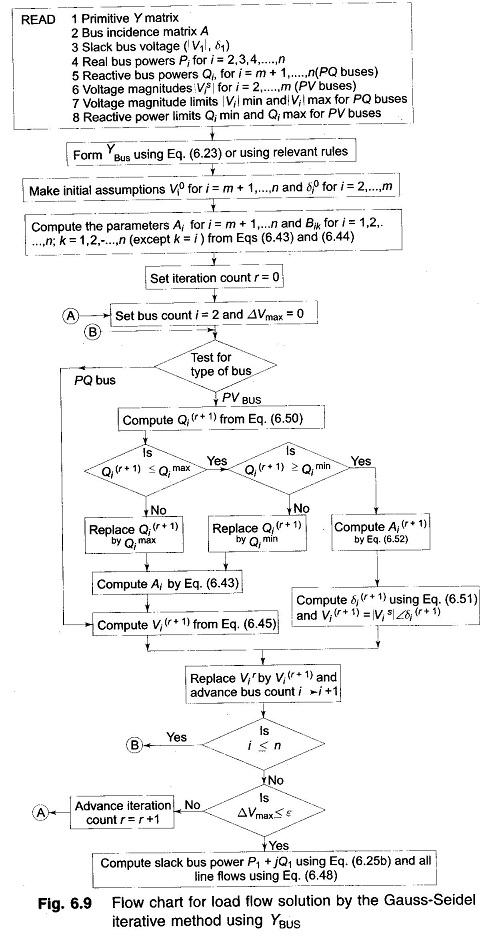 READ 1 Primitive Y matrix
2 Bus incidence matrix A
3 Slack bus voltage (|V₁|, δ₁)
4 Real bus powers Pᵢ for i = 2,3,4,....,n
5 Reactive bus powers Qᵢ, for i = m + 1,....,n(PQ buses)
6 Voltage magnitudes |Vᵢˢ| for i = 2,....,m (PV buses)
7 Voltage magnitude limits |Vᵢ| min and |Vᵢ| max for PQ buses
8 Reactive power limits Qᵢ min and Qᵢ max for PV buses
Form Y_Bus using Eq. (6.23) or using relevant rules
Make initial assumptions Vᵢ⁰ for i = m + 1,...,n and δᵢ⁰ for i = 2,...,m
Compute the parameters Aᵢ for i = m + 1,...n and Bᵢₖ for i = 1,2,.
...,n; k = 1,2,-...,n (except k = i) from Eqs (6.43) and (6.44)
Set iteration count r = 0
A
Set bus count i = 2 and ΔV_max = 0
B
Test for
type of bus
PQ bus
PV BUS
Compute Qᵢ^(r + 1) from Eq. (6.50)
Is
Qᵢ^(r + 1) ≤ Qᵢ^max
Yes
Is
Qᵢ^(r + 1) ≥ Qᵢ^min
Yes
No
No
Replace Qᵢ^(r + 1)
by Qᵢ^max
Replace Qᵢ^(r + 1)
by Qᵢ^min
Compute Aᵢ^(r + 1)
by Eq. (6.52)
Compute Aᵢ by Eq. (6.43)
Compute δᵢ^(r + 1) using Eq. (6.51)
and Vᵢ^(r + 1) = |Vᵢˢ|∠δᵢ^(r + 1)
Compute Vᵢ^(r + 1) from Eq. (6.45)
Replace Vᵢʳ by Vᵢ^(r + 1) and
advance bus count i ➢ i +1
Is
i ≤ n
Yes
B
No
Is
ΔV_max ≤ ε
No
Advance iteration
count r = r +1
A
Yes
Compute slack bus power P₁ + jQ₁ using Eq. (6.25b) and all
line flows using Eq. (6.48)
Fig. 6.9 Flow chart for load flow solution by the Gauss-Seidel
iterative method using Y_BUS